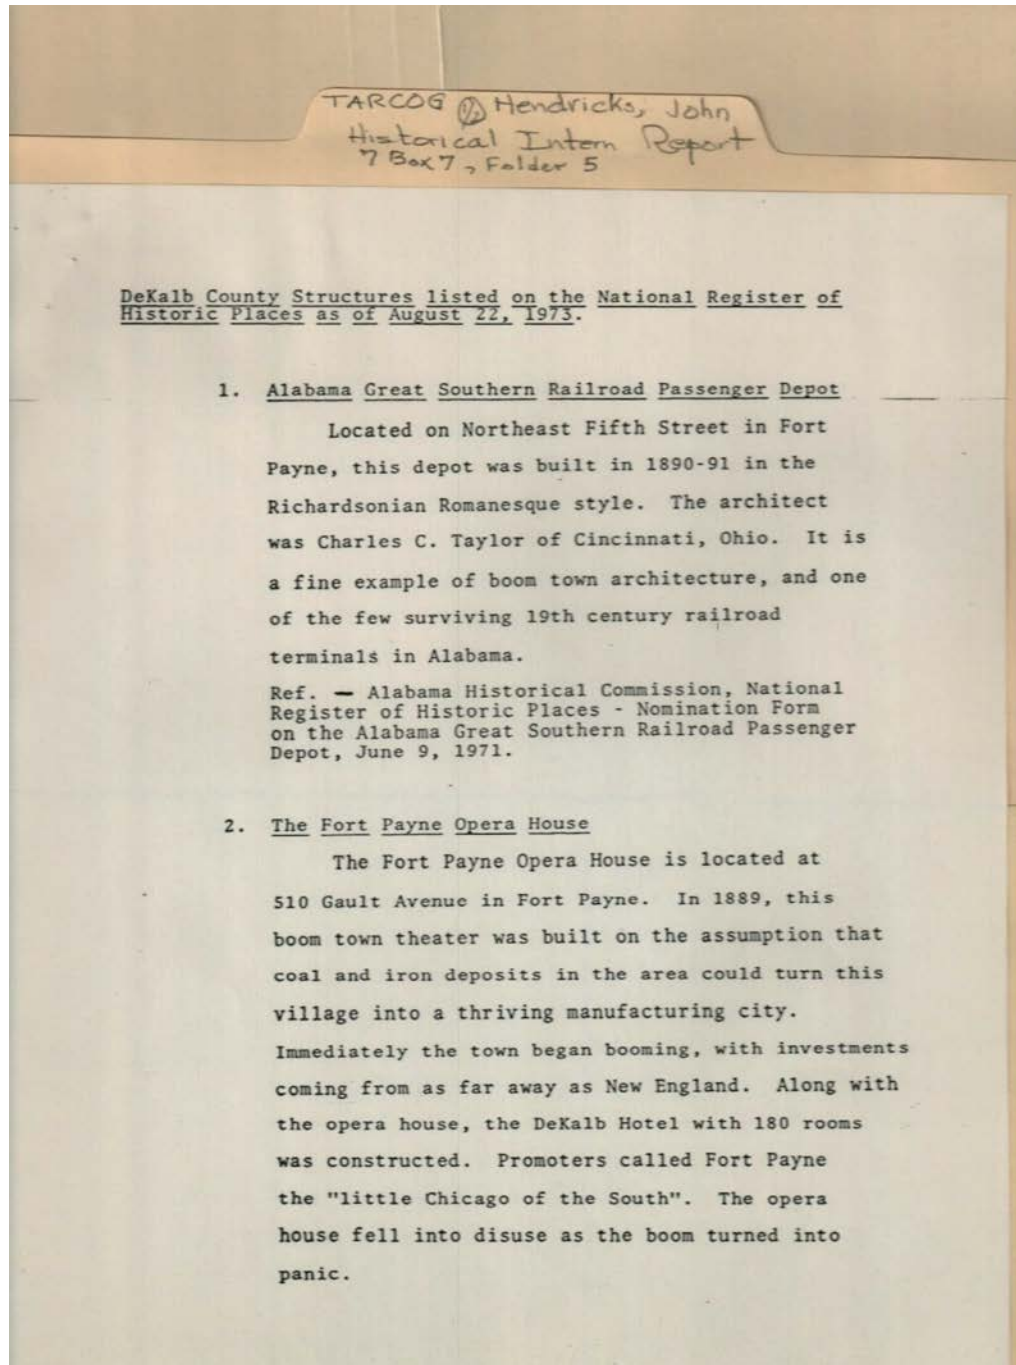 TARCOG 1/2 Hendricks, John
Historical Intern Report
7 Box 7, Folder 5
DeKalb County Structures listed on the National Register of
Historic Places as of August 22, 1973.
1. Alabama Great Southern Railroad Passenger Depot
Located on Northeast Fifth Street in Fort
Payne, this depot was built in 1890-91 in the
Richardsonian Romanesque style. The architect
was Charles C. Taylor of Cincinnati, Ohio. It is
a fine example of boom town architecture, and one
of the few surviving 19th century railroad
terminals in Alabama.
Ref. — Alabama Historical Commission, National
Register of Historic Places - Nomination Form
on the Alabama Great Southern Railroad Passenger
Depot, June 9, 1971.
2. The Fort Payne Opera House
The Fort Payne Opera House is located at
510 Gault Avenue in Fort Payne. In 1889, this
boom town theater was built on the assumption that
coal and iron deposits in the area could turn this
village into a thriving manufacturing city.
Immediately the town began booming, with investments
coming from as far away as New England. Along with
the opera house, the DeKalb Hotel with 180 rooms
was constructed. Promoters called Fort Payne
the "little Chicago of the South". The opera
house fell into disuse as the boom turned into
panic.